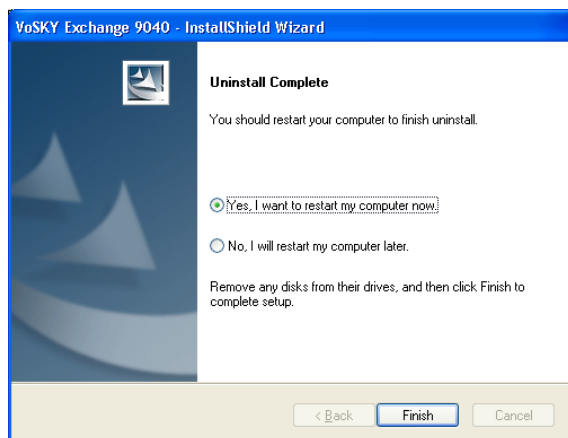 VoSKY Exchange 9040 - InstallShield Wizard
Uninstall Complete
You should restart your computer to finish uninstall.
Yes, I want to restart my computer now.
No, I will restart my computer later.
Remove any disks from their drives, and then click Finish to
complete setup.
< Back
Finish
Cancel